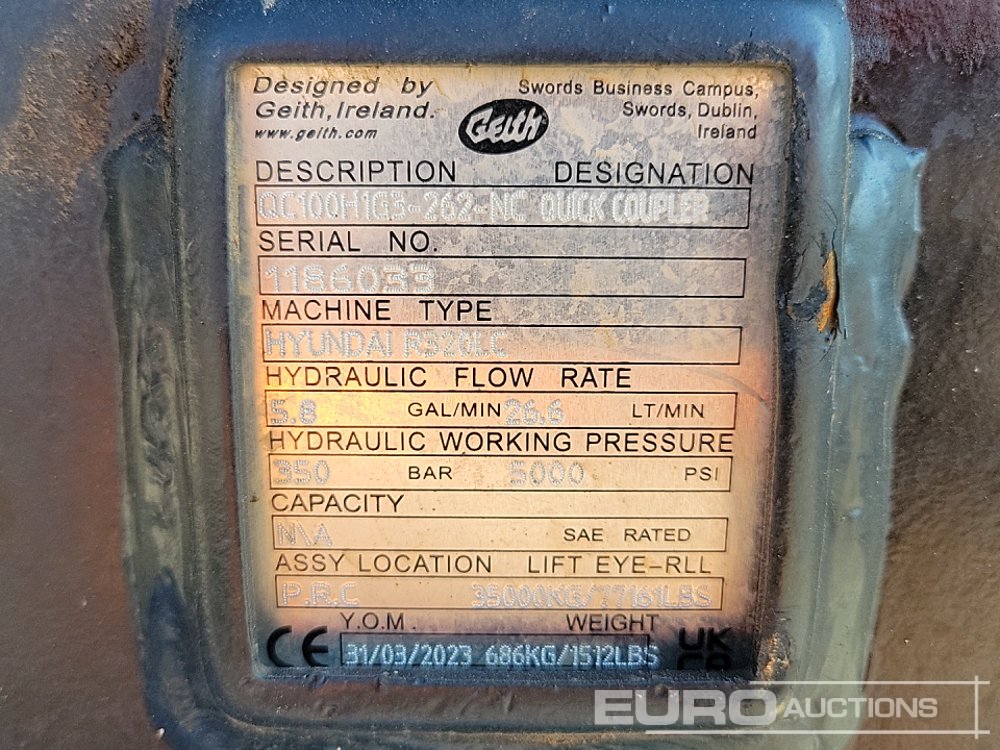 Designed by
Geith, Ireland.
www.geith.com
Geith
Swords Business Campus,
Swords, Dublin,
Ireland
DESCRIPTION DESIGNATION
QC100H1G3-262-NC QUICK COUPLER
SERIAL NO.
1186033
MACHINE TYPE
HYUNDAI R320LC
HYDRAULIC FLOW RATE
5.8 GAL/MIN 26.6 LT/MIN
HYDRAULIC WORKING PRESSURE
350 BAR 5000 PSI
CAPACITY
N\A SAE RATED
ASSY LOCATION LIFT EYE-RLL
P.R.C 35000KG/77161LBS
Y.O.M. WEIGHT
CE 31/03/2023 686KG/1512LBS UK CA
EURO AUCTIONS